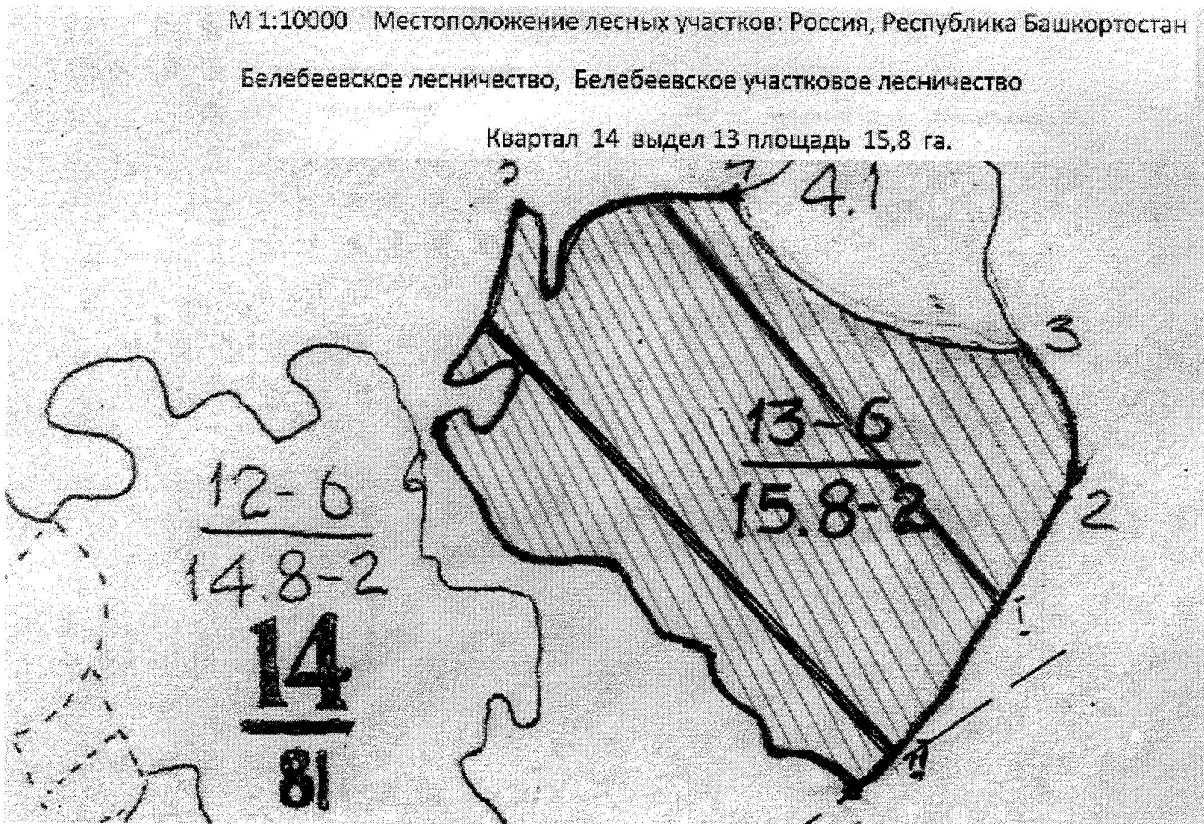 М 1:10000 Местоположение лесных участков: Россия, Республика Башкортостан
Белебеевское лесничество, Белебеевское участковое лесничество
Квартал 14 выдел 13 площадь 15,8 га.
4.1
3
13-6
15.8-2
2
12-6
14.8-2
I
II
14
81